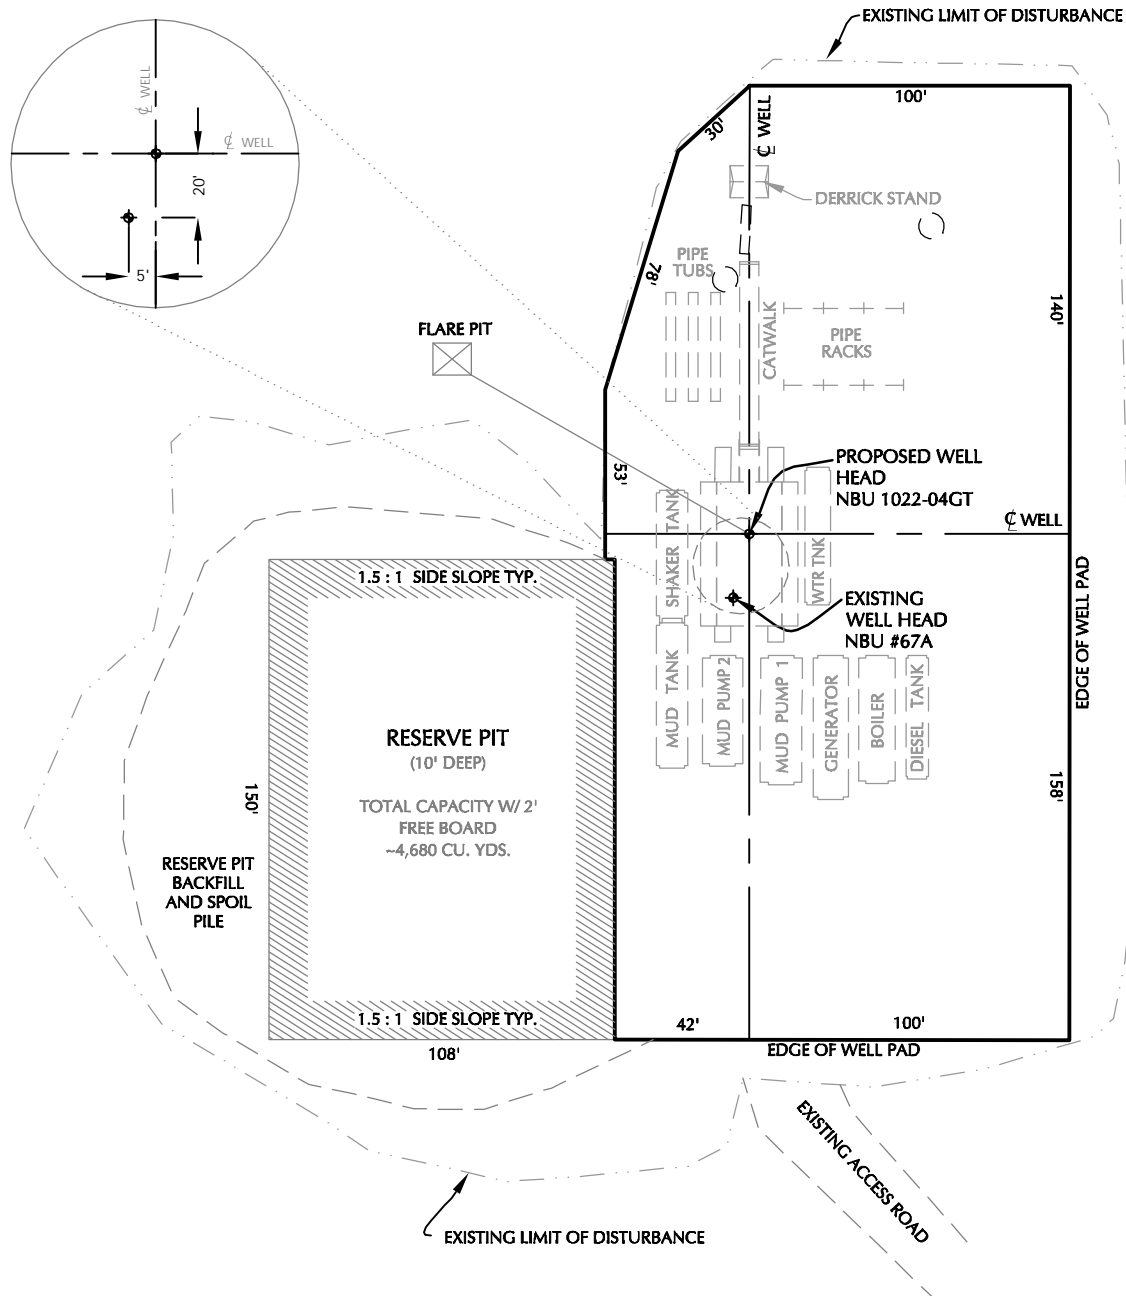 EXISTING LIMIT OF DISTURBANCE
℄ WELL
℄ WELL
20'
5'
100'
30'
℄ WELL
DERRICK STAND
PIPE
TUBS
78'
140'
CATWALK
PIPE
RACKS
FLARE PIT
53'
PROPOSED WELL
HEAD
NBU 1022-04GT
SHAKER TANK
℄ WELL
WTR TNK
1.5 : 1 SIDE SLOPE TYP.
EXISTING
WELL HEAD
NBU #67A
EDGE OF WELL PAD
MUD TANK
MUD PUMP 2
MUD PUMP 1
GENERATOR
BOILER
DIESEL TANK
RESERVE PIT
(10' DEEP)
TOTAL CAPACITY W/ 2'
FREE BOARD
~4,680 CU. YDS.
150'
158'
RESERVE PIT
BACKFILL
AND SPOIL
PILE
1.5 : 1 SIDE SLOPE TYP.
42'
100'
108'
EDGE OF WELL PAD
EXISTING ACCESS ROAD
EXISTING LIMIT OF DISTURBANCE